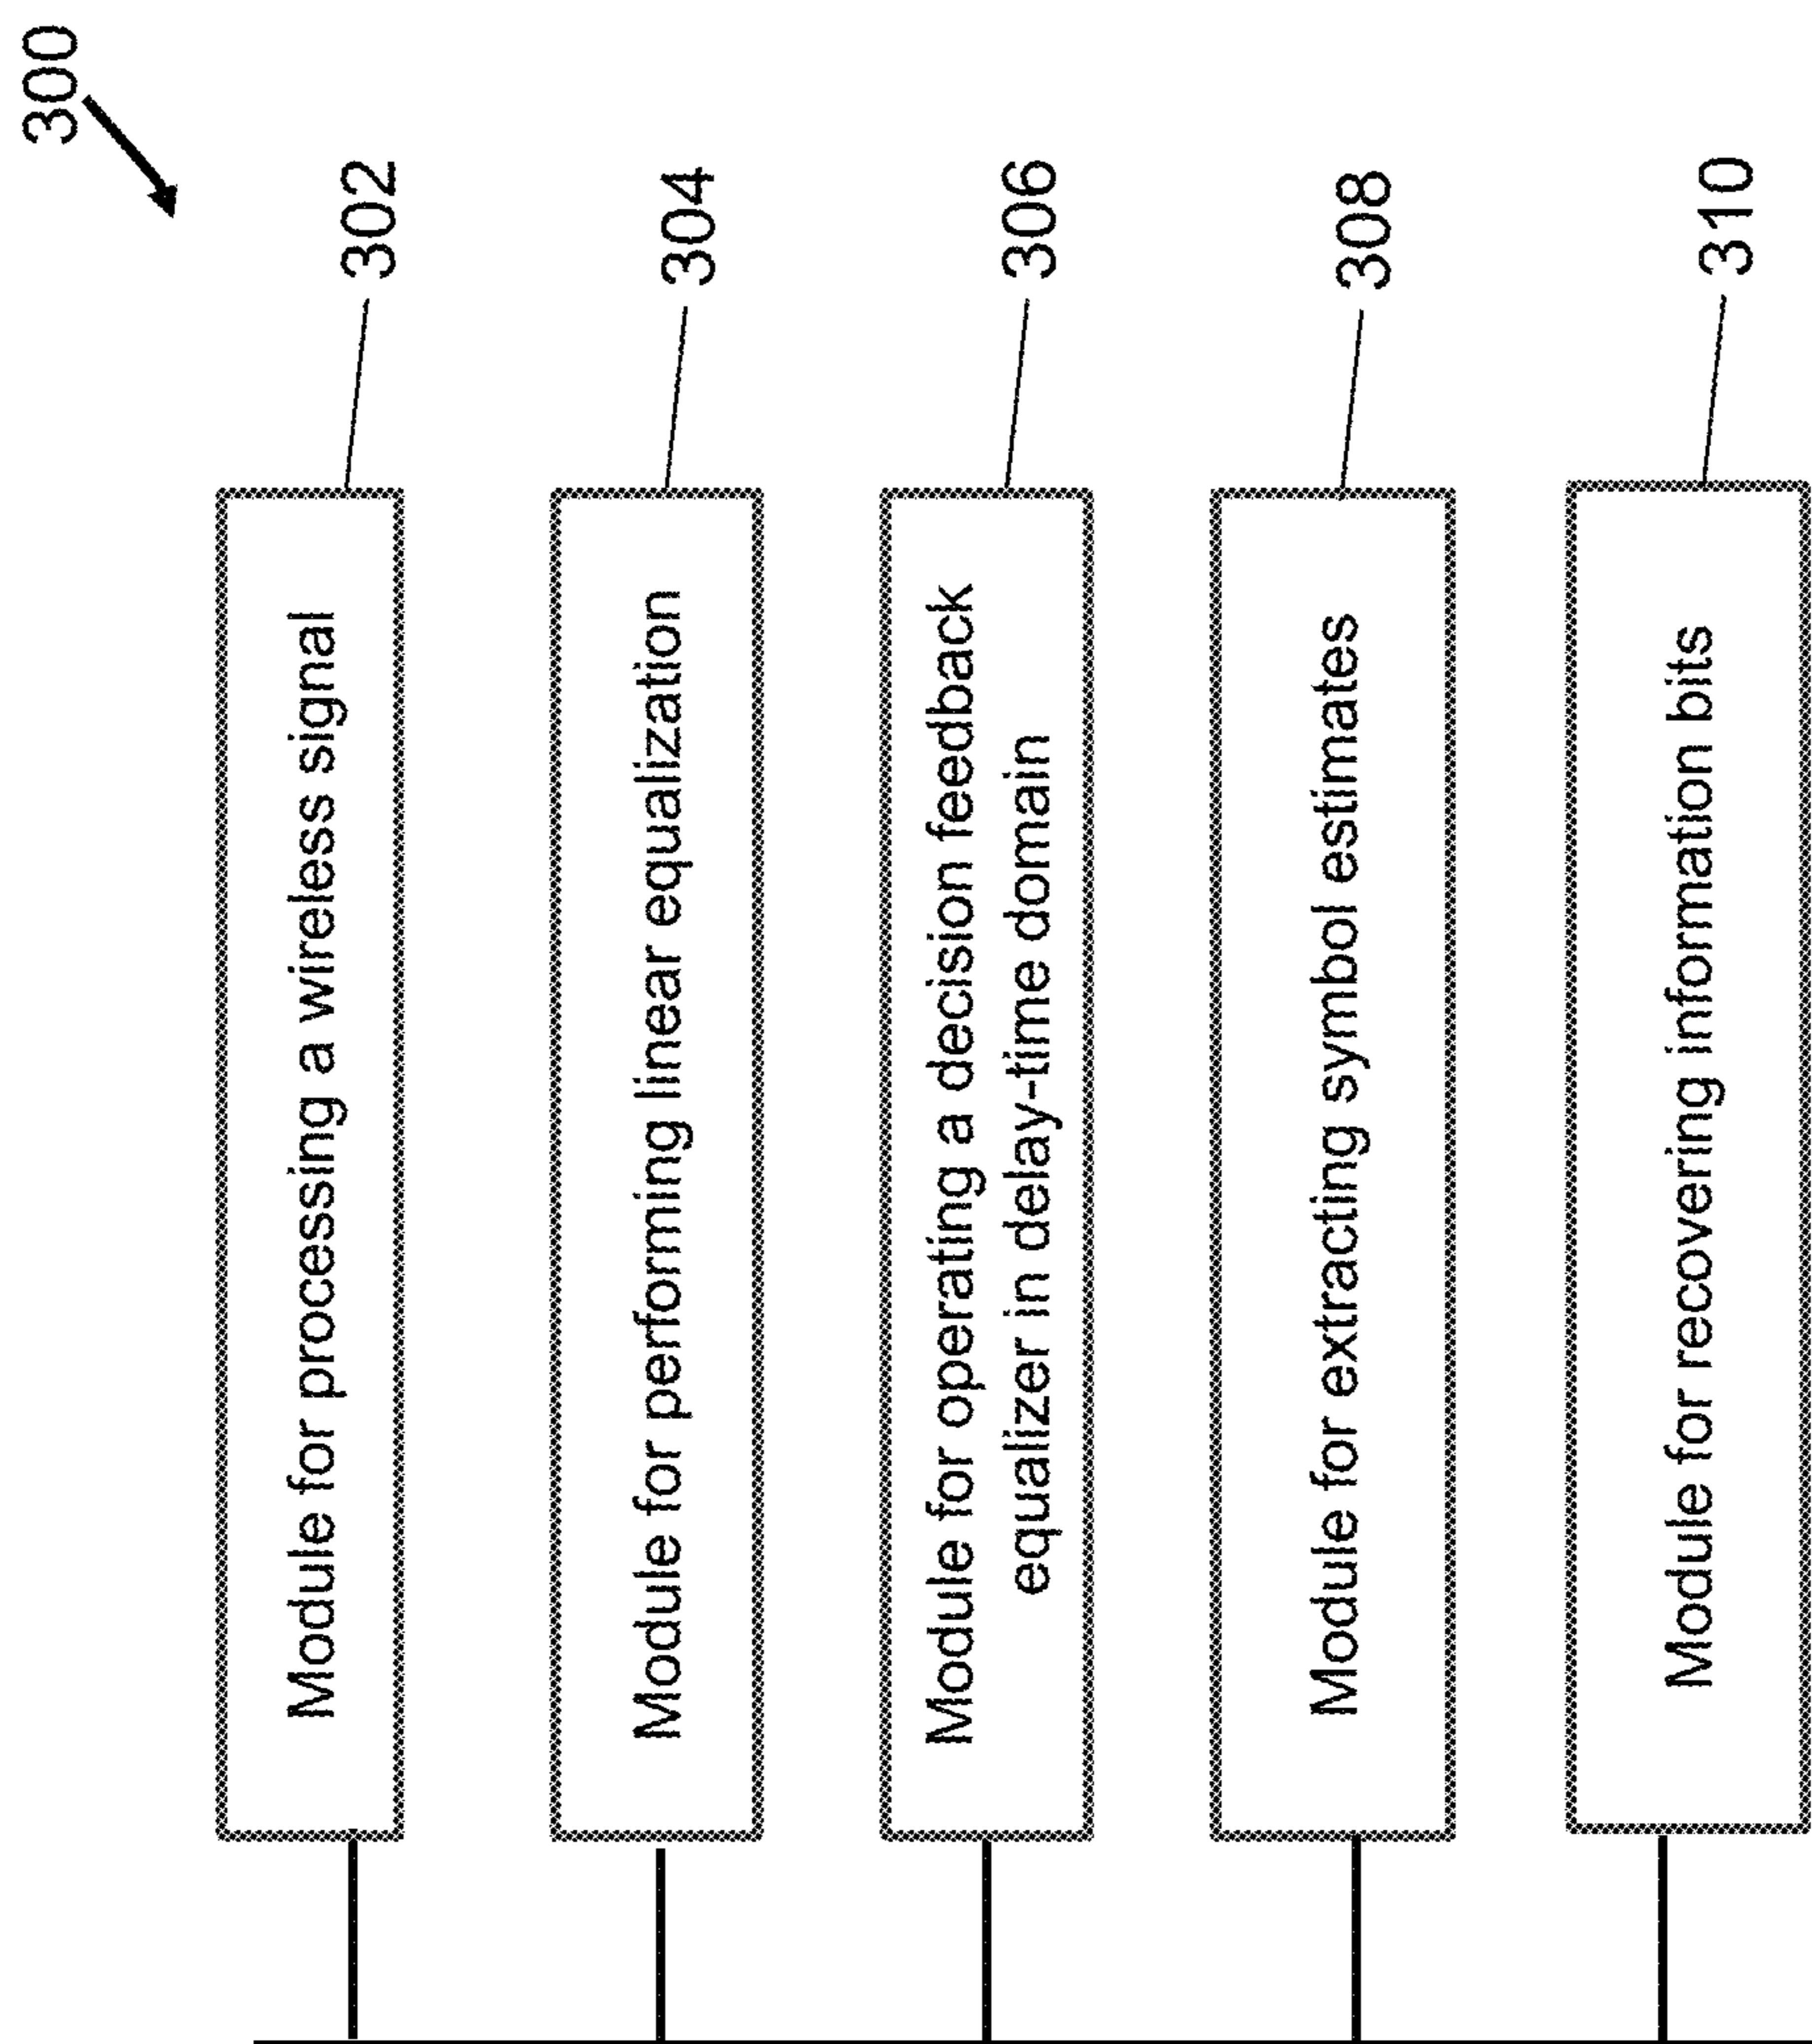 300
Module for processing a wireless signal
302
Module for performing linear equalization
304
Module for operating a decision feedback
equalizer in delay-time domain
306
Module for extracting symbol estimates
308
Module for recovering information bits
310